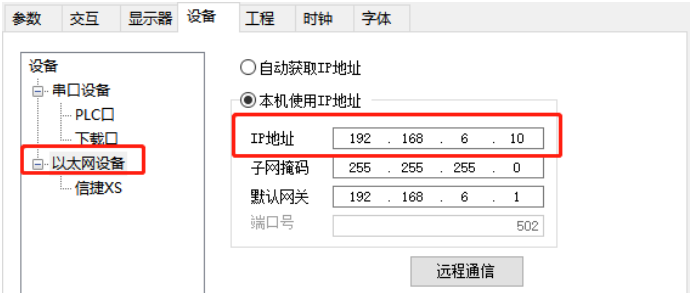 参数 交互 显示器 设备 工程 时钟 字体
设备
串口设备
PLC口
下载口
以太网设备
信捷XS
自动获取IP地址
本机使用IP地址
IP地址 192 . 168 . 6 . 10
子网掩码 255 . 255 . 255 . 0
默认网关 192 . 168 . 6 . 1
端口号 502
远程通信